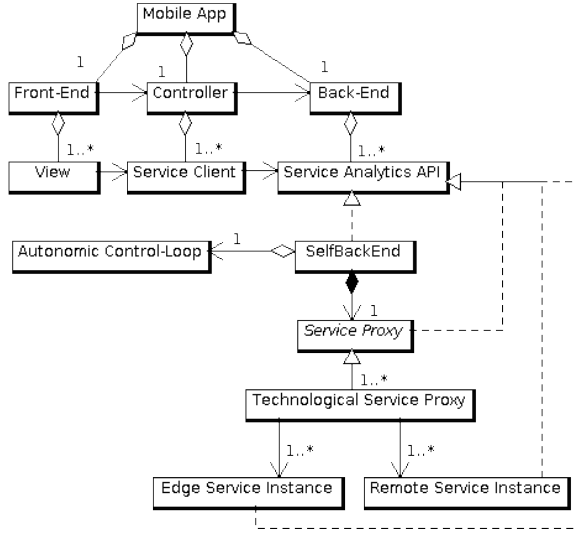 Mobile App
1
1
1
Front-End
Controller
Back-End
1..*
1..*
1..*
View
Service Client
Service Analytics API
Autonomic Control-Loop
1
SelfBackEnd
1
Service Proxy
1..*
Technological Service Proxy
1..*
1..*
Edge Service Instance
Remote Service Instance